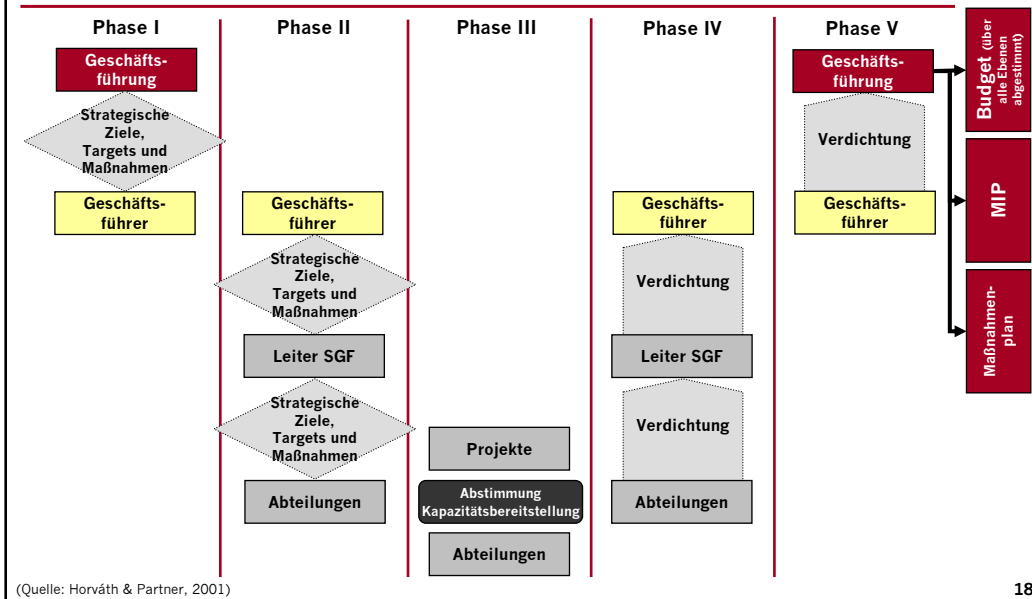 Phase I
Phase II
Phase III
Phase IV
Phase V
Geschäfts-
führung
Strategische
Ziele,
Targets und
Maßnahmen
Geschäfts-
führer
Geschäfts-
führer
Strategische
Ziele,
Targets und
Maßnahmen
Leiter SGF
Strategische
Ziele,
Targets und
Maßnahmen
Abteilungen
Projekte
Abstimmung
Kapazitätsbereitstellung
Abteilungen
Geschäfts-
führer
Verdichtung
Leiter SGF
Verdichtung
Abteilungen
Geschäfts-
führung
Verdichtung
Geschäfts-
führer
Budget (über
alle Ebenen
abgestimmt)
MIP
Maßnahmen-
plan
(Quelle: Horváth & Partner, 2001)
18